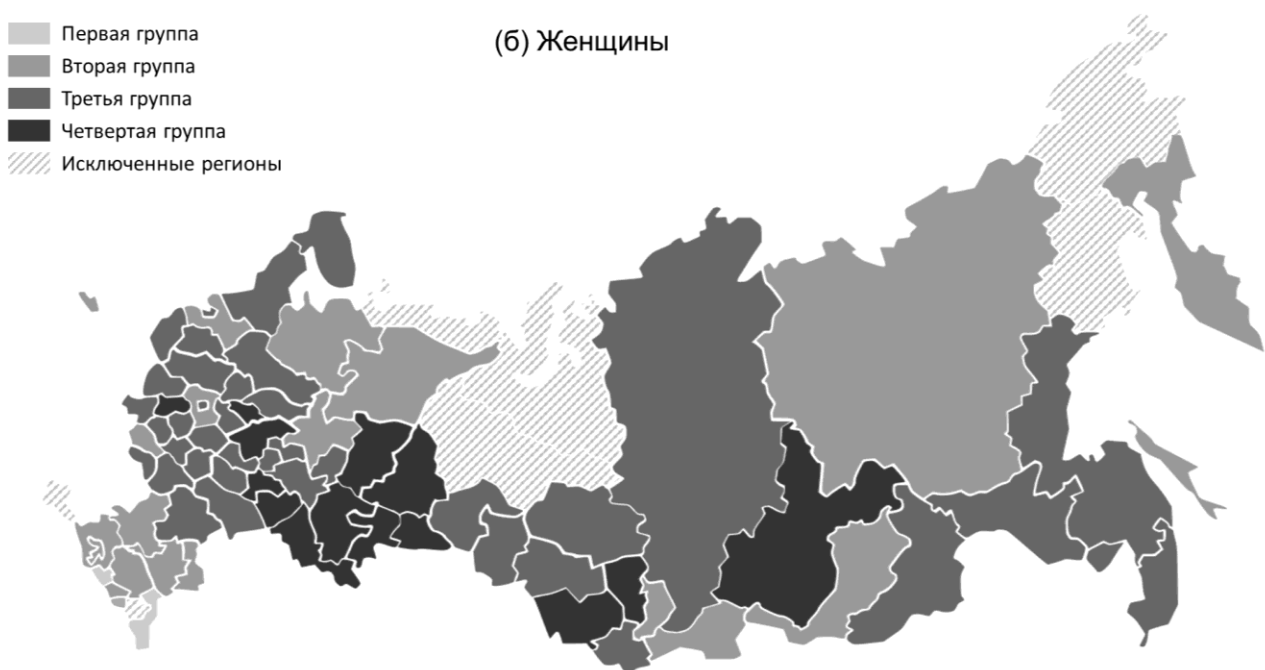 Первая группа
(б) Женщины
Вторая группа
Третья группа
Четвертая группа
Исключенные регионы